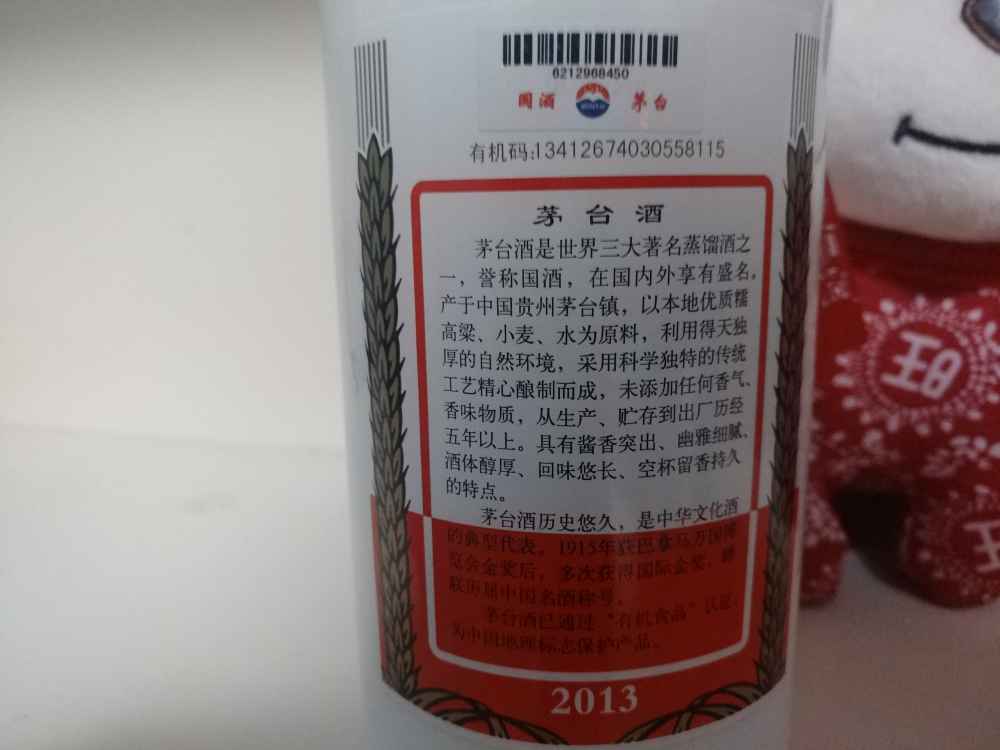 6212968450
国酒 茅台
有机码:13412674030558115
茅台酒
茅台酒是世界三大著名蒸馏酒之
一，誉称国酒，在国内外享有盛名。
产于中国贵州茅台镇，以本地优质糯
高粱、小麦、水为原料，利用得天独
厚的自然环境，采用科学独特的传统
工艺精心酿制而成，未添加任何香气、
香味物质，从生产、贮存到出厂历经
五年以上。具有酱香突出、幽雅细腻、
酒体醇厚、回味悠长、空杯留香持久
的特点。
茅台酒历史悠久，是中华文化酒
的典型代表。1915年获巴拿马万国博
览会金奖后，多次获得国际金奖，蝉
联历届中国名酒称号。
茅台酒已通过“有机食品”认证，
为中国地理标志保护产品。
2013